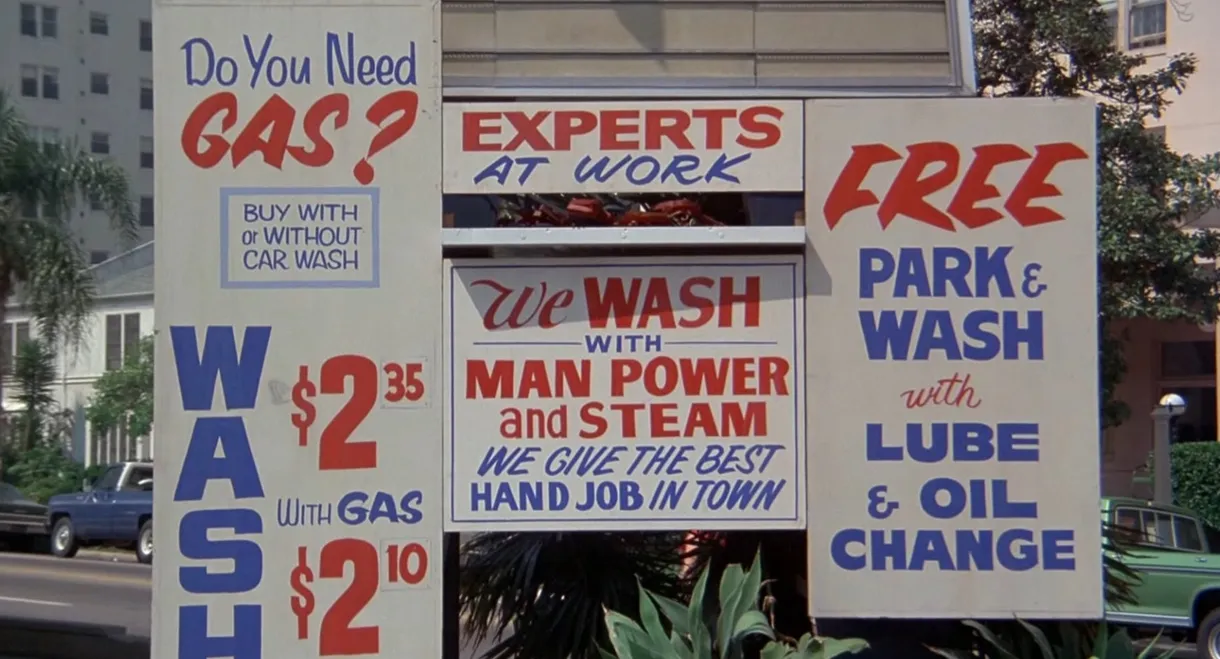 Do You Need
GAS?
BUY WITH
or WITHOUT
CAR WASH
WASH
$2 35
WITH GAS
$2 10
EXPERTS
AT WORK
We WASH
WITH
MAN POWER
and STEAM
WE GIVE THE BEST
HAND JOB IN TOWN
FREE
PARK &
WASH
with
LUBE
& OIL
CHANGE